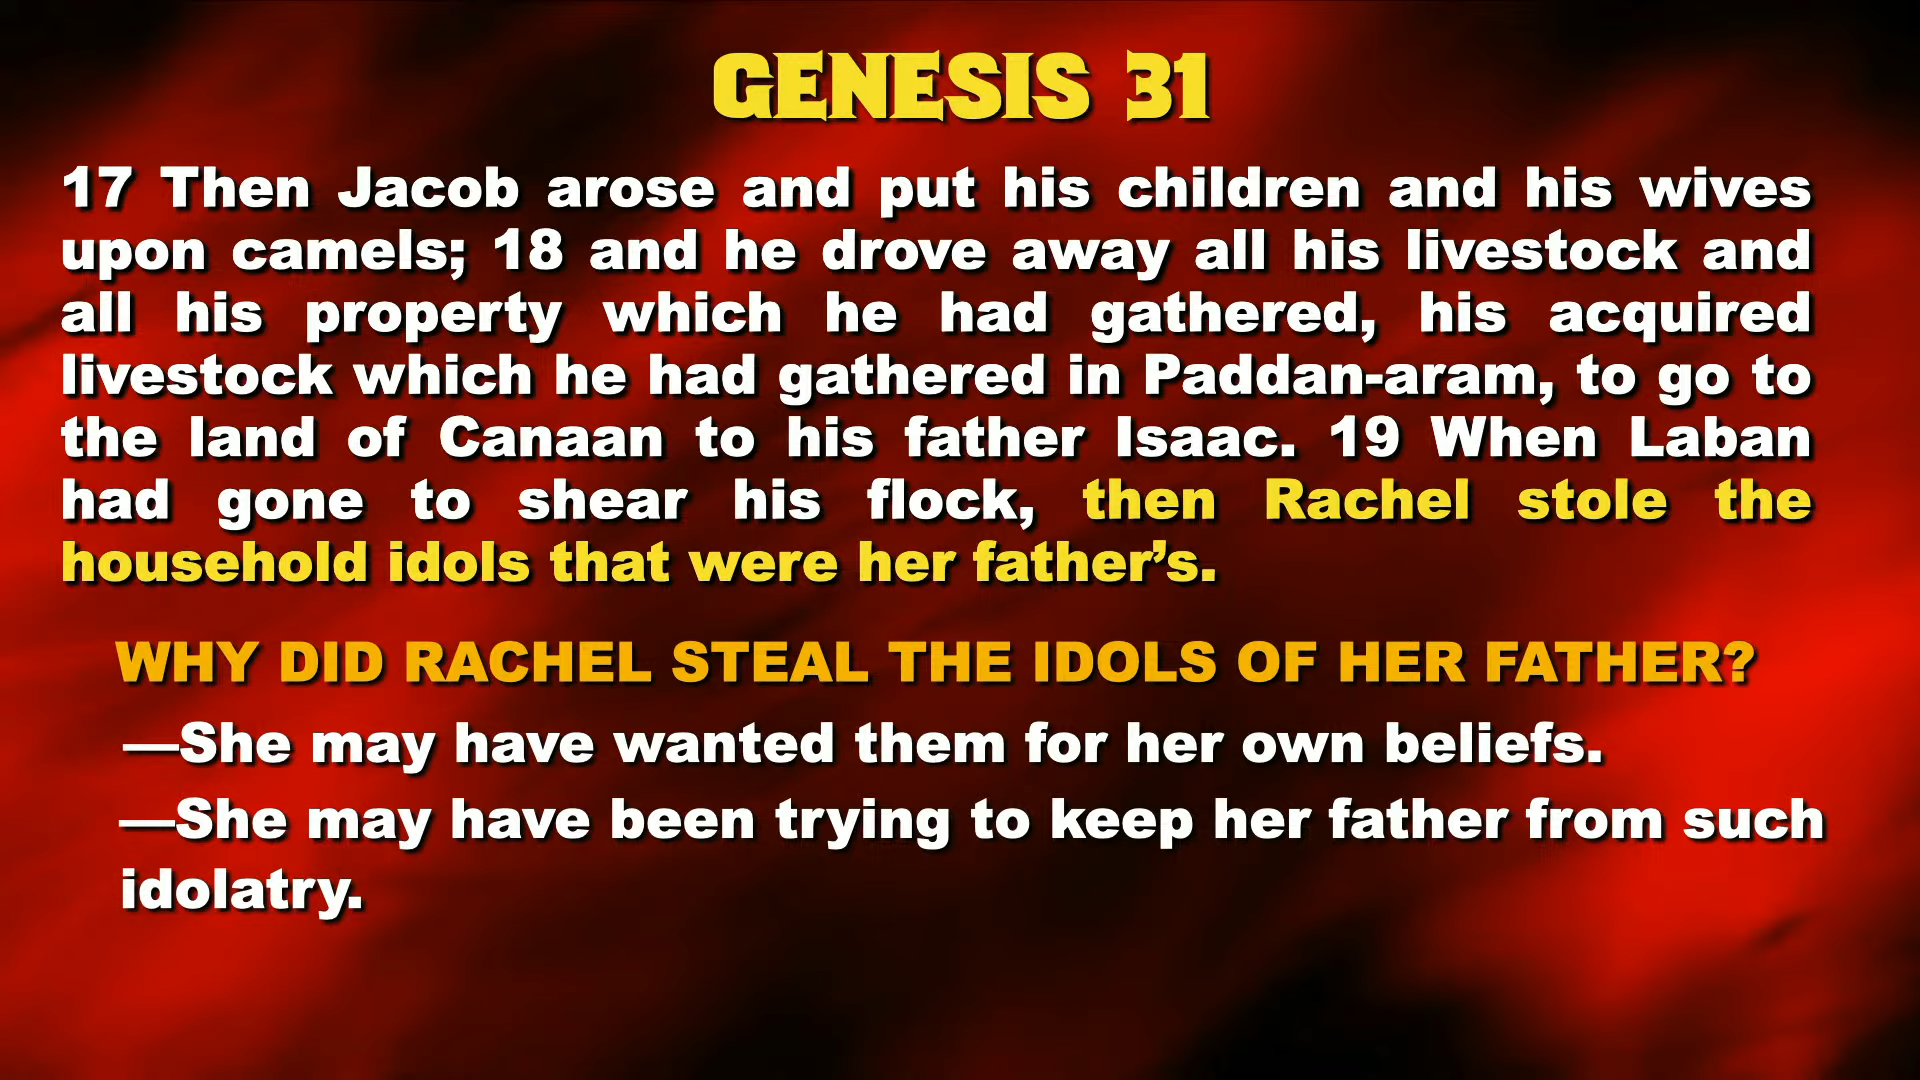 GENESIS 31
17 Then Jacob arose and put his children and his wives
upon camels; 18 and he drove away all his livestock and
all his property which he had gathered, his acquired
livestock which he had gathered in Paddan-aram, to go to
the land of Canaan to his father Isaac. 19 When Laban
had gone to shear his flock, then Rachel stole the
household idols that were her father’s.
WHY DID RACHEL STEAL THE IDOLS OF HER FATHER?
—She may have wanted them for her own beliefs.
—She may have been trying to keep her father from such
idolatry.